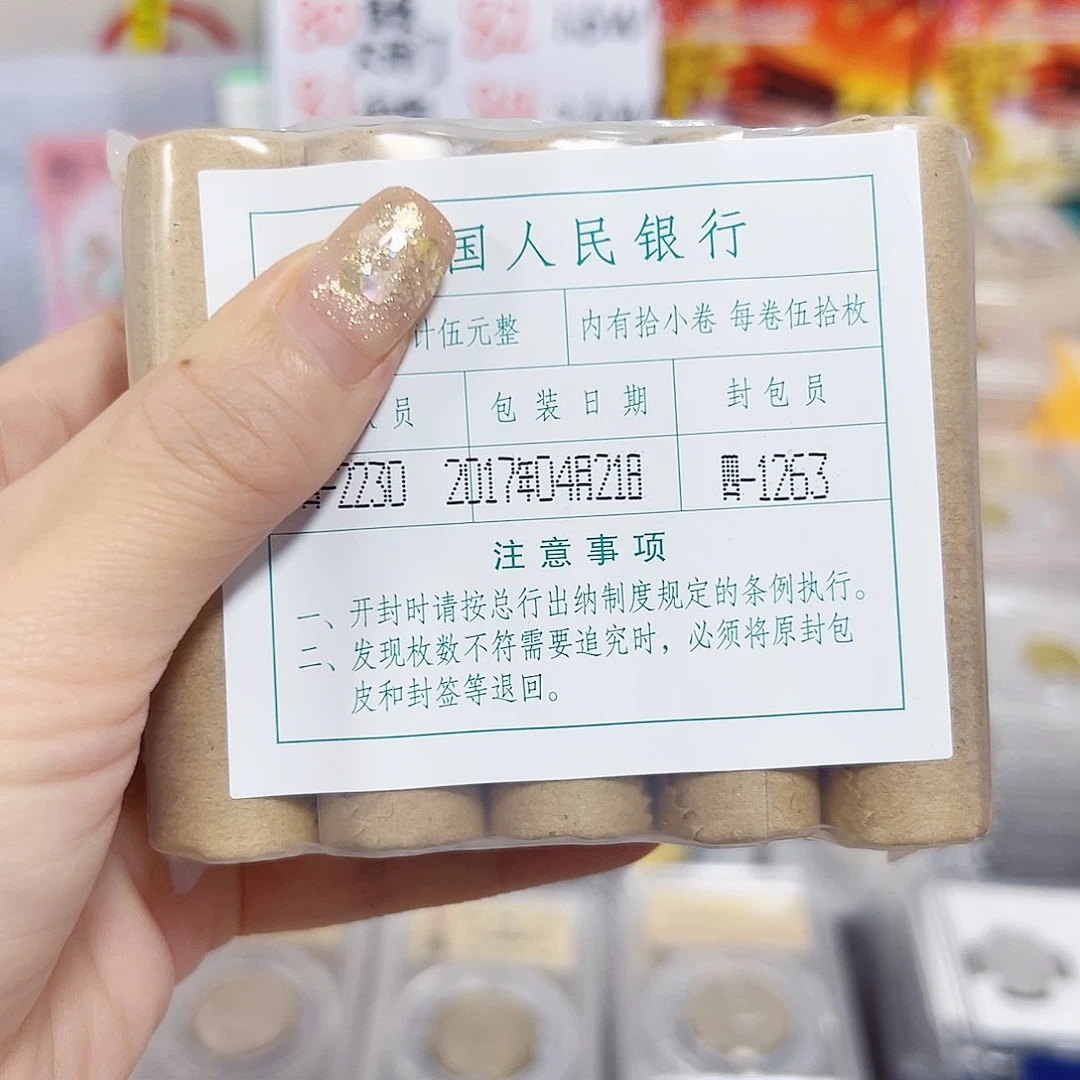 国人民银行
计伍元整 内有拾小卷 每卷伍拾枚
员 包装日期 封包员
-2230 2017年04月21日 -1263
注意事项
一、开封时请按总行出纳制度规定的条例执行。
二、发现枚数不符需要追究时，必须将原封包
皮和封签等退回。